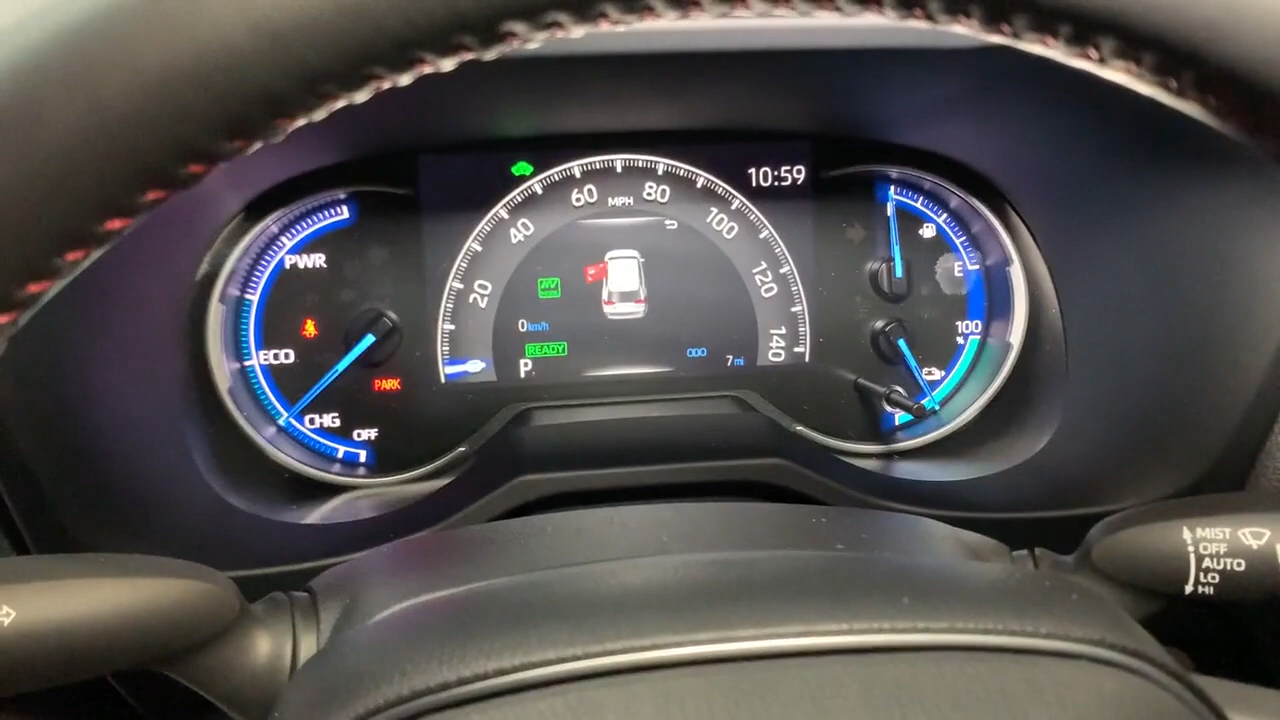 10:59
20
40
60
MPH
80
100
120
140
PWR
ECO
CHG
OFF
PARK
0 km/h
READY
P
ODO
7 mi
E
100
%
MIST
OFF
AUTO
LO
HI